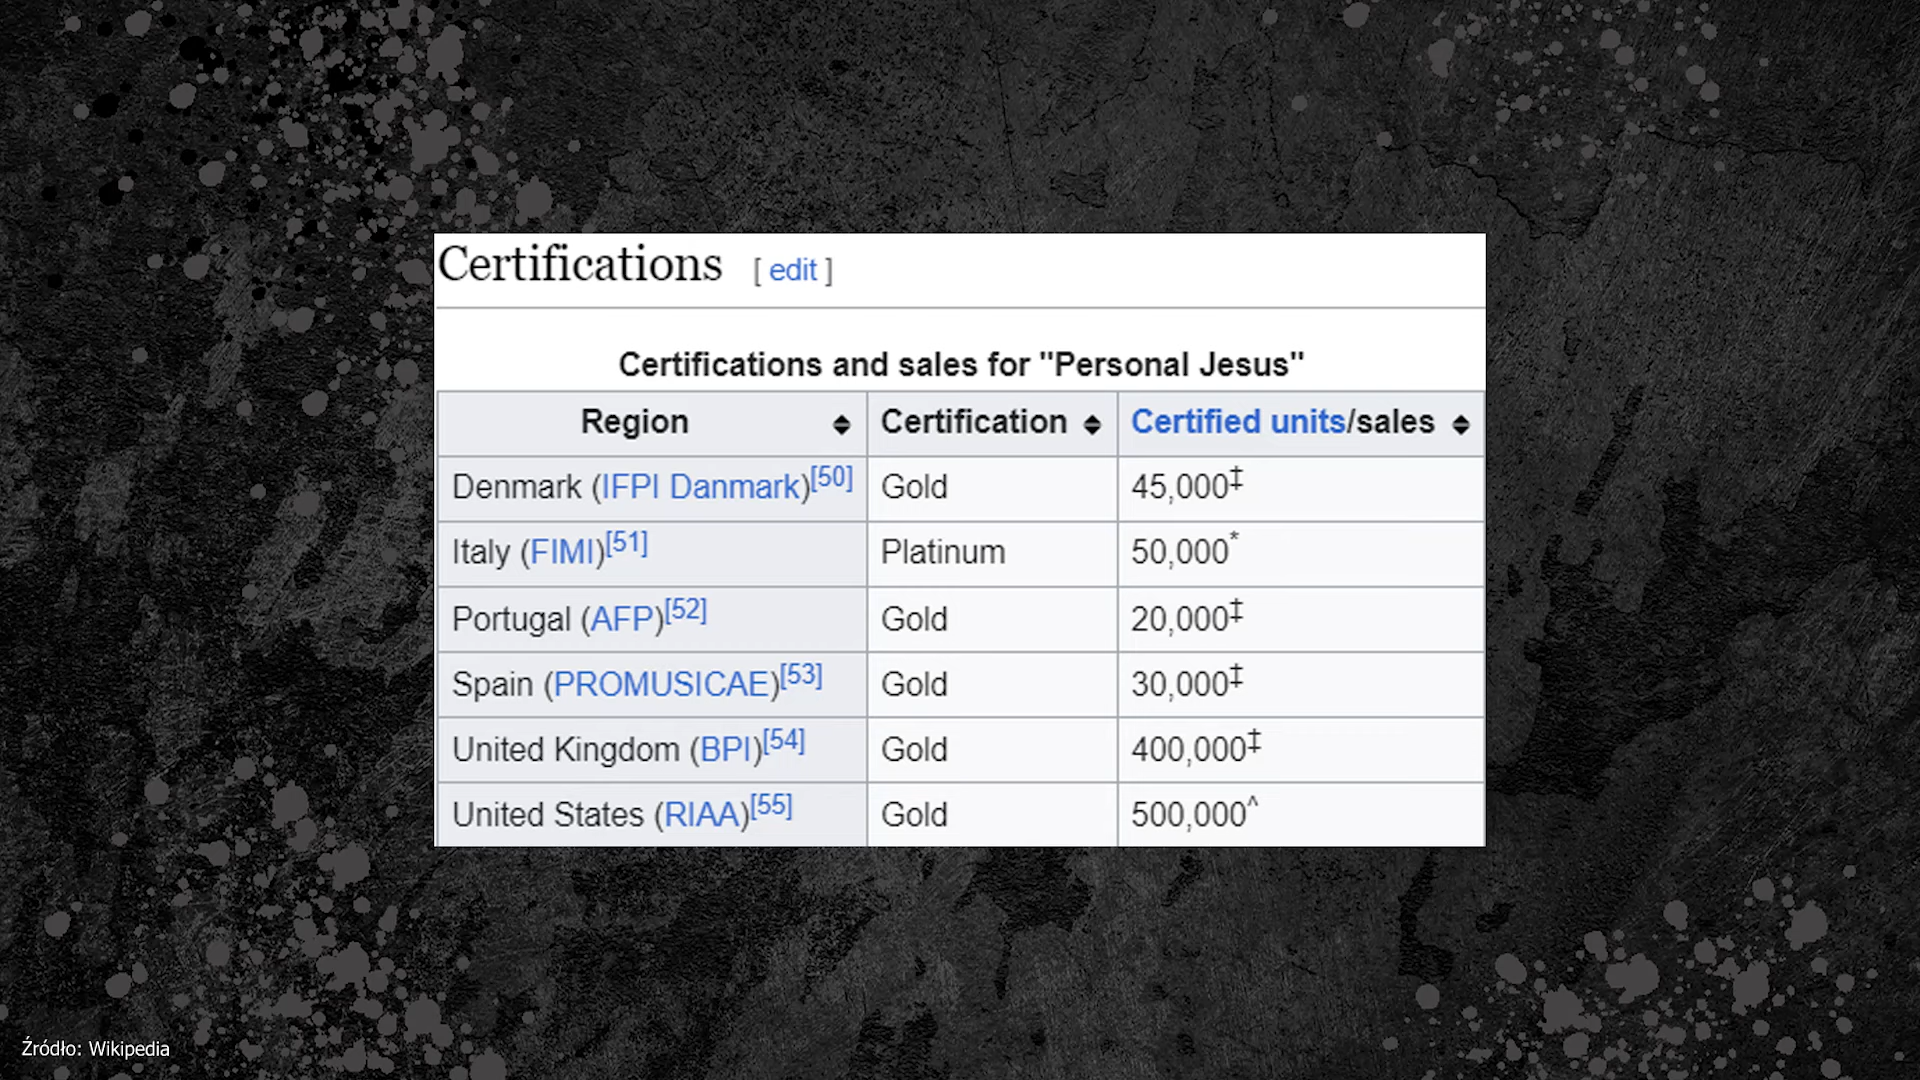 Certifications [ edit ]
Certifications and sales for "Personal Jesus"
Region Certification Certified units/sales
Denmark (IFPI Danmark)[50] Gold 45,000‡
Italy (FIMI)[51] Platinum 50,000*
Portugal (AFP)[52] Gold 20,000‡
Spain (PROMUSICAE)[53] Gold 30,000‡
United Kingdom (BPI)[54] Gold 400,000‡
United States (RIAA)[55] Gold 500,000^
Źródło: Wikipedia